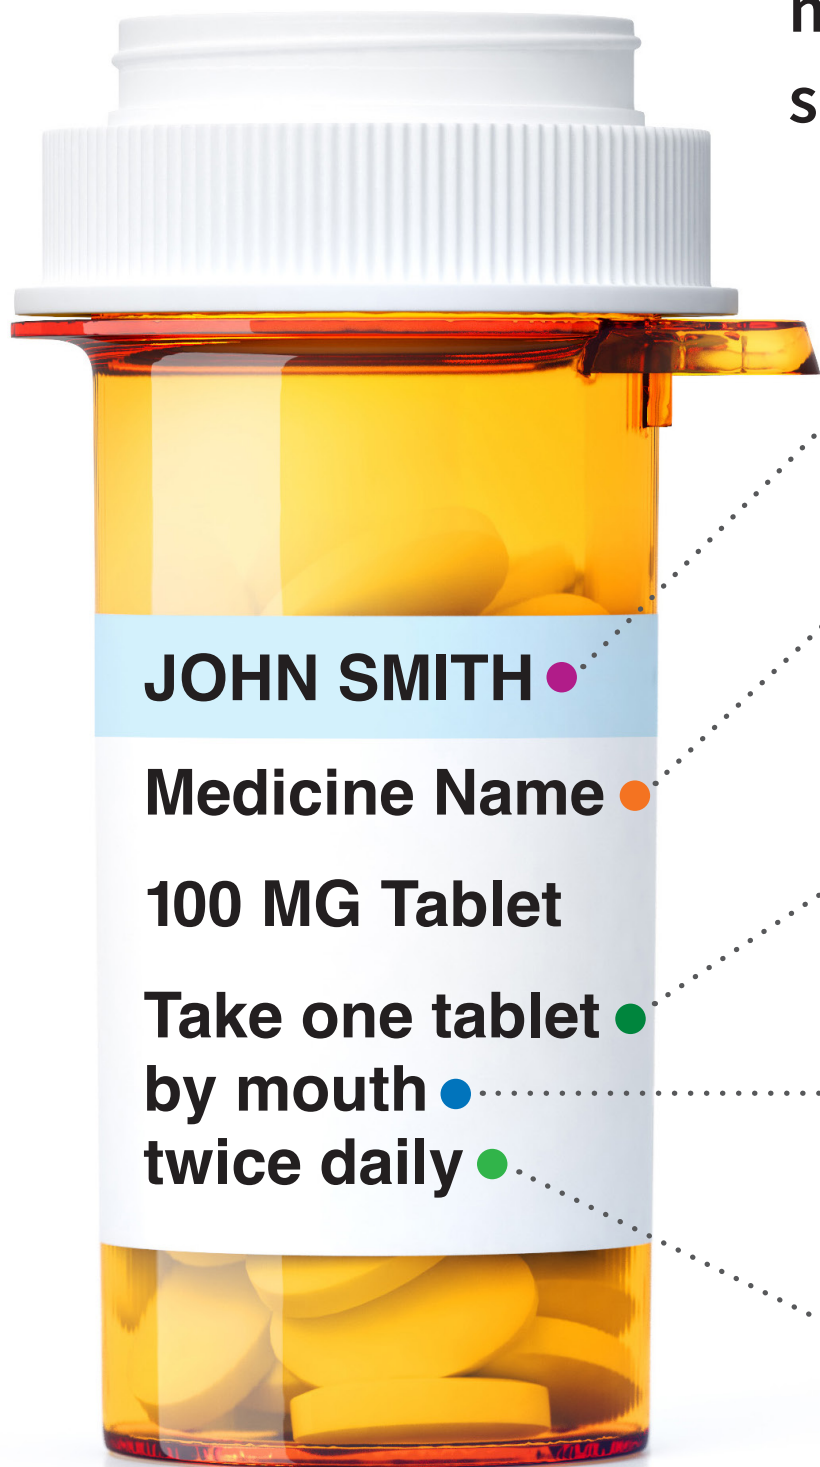 JOHN SMITH
Medicine Name
100 MG Tablet
Take one tablet
by mouth
twice daily